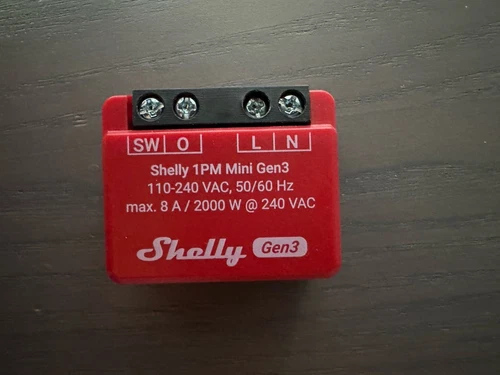 SW O L N
Shelly 1PM Mini Gen3
110-240 VAC, 50/60 Hz
max. 8 A / 2000 W @ 240 VAC
Shelly Gen3